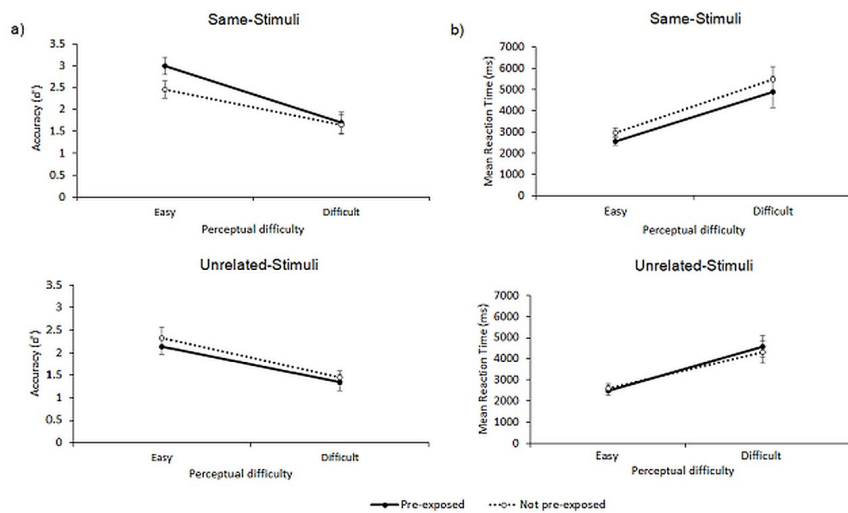 a)
Same-Stimuli
Accuracy (d')
3.5
3
2.5
2
1.5
1
0.5
0
Easy
Difficult
Perceptual difficulty
b)
Same-Stimuli
Mean Reaction Time (ms)
7000
6000
5000
4000
3000
2000
1000
0
Easy
Difficult
Perceptual difficulty
Unrelated-Stimuli
Accuracy (d')
3.5
3
2.5
2
1.5
1
0.5
0
Easy
Difficult
Perceptual difficulty
Unrelated-Stimuli
Mean Reaction Time (ms)
7000
6000
5000
4000
3000
2000
1000
0
Easy
Difficult
Perceptual difficulty
Pre-exposed
Not pre-exposed